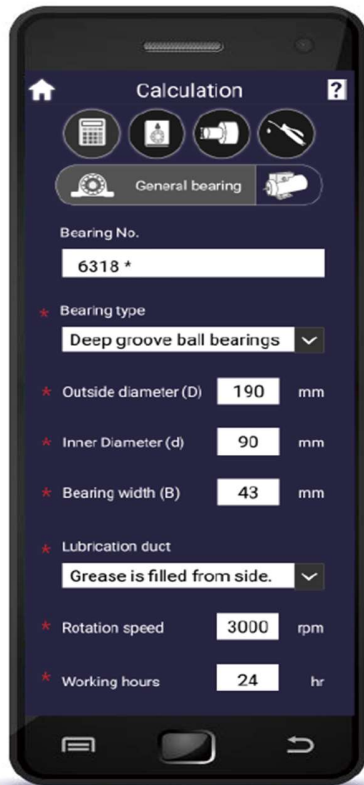 Calculation ?
General bearing
Bearing No.
6318 *
* Bearing type
Deep groove ball bearings
* Outside diameter (D) 190 mm
* Inner Diameter (d) 90 mm
* Bearing width (B) 43 mm
* Lubrication duct
Grease is filled from side.
* Rotation speed 3000 rpm
* Working hours 24 hr